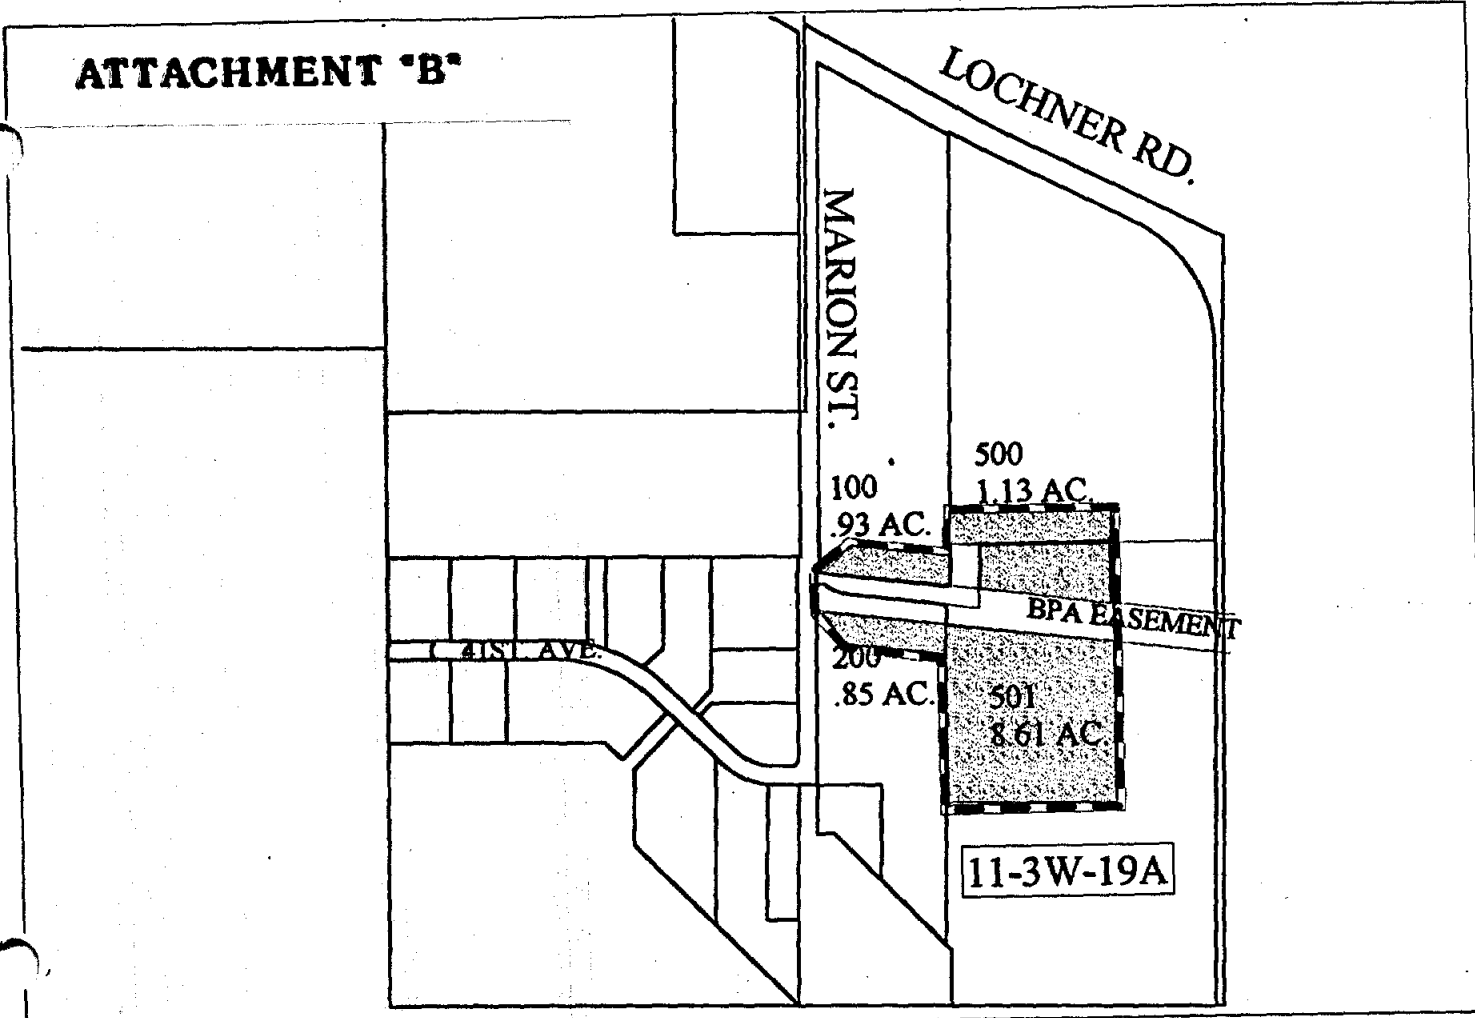 ATTACHMENT "B"
LOCHNER RD.
MARION ST.
500
1.13 AC.
100
.93 AC.
BPA EASEMENT
41ST. AVE.
200
.85 AC.
501
8.61 AC.
11-3W-19A